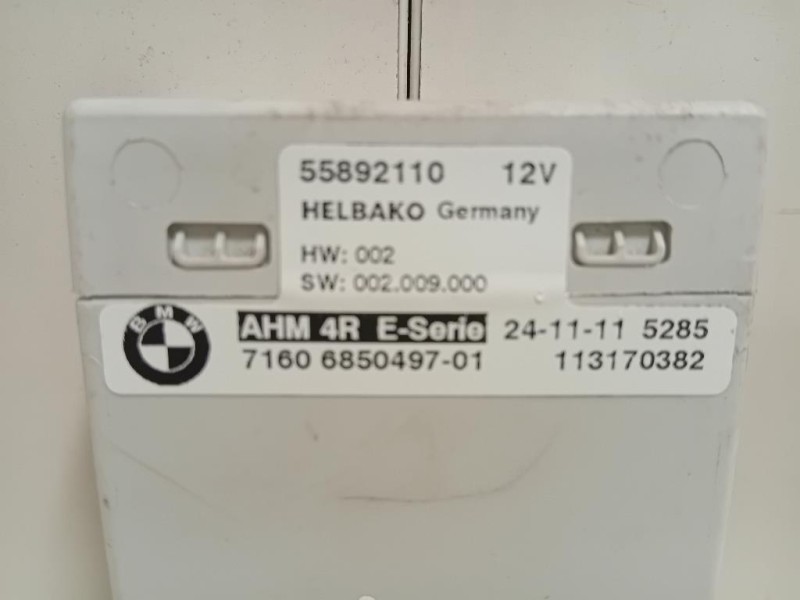 55892110 12V
HELBAKO Germany
HW: 002
SW: 002.009.000
BMW
AHM 4R E-Serie 24-11-11 5285
7160 6850497-01 113170382